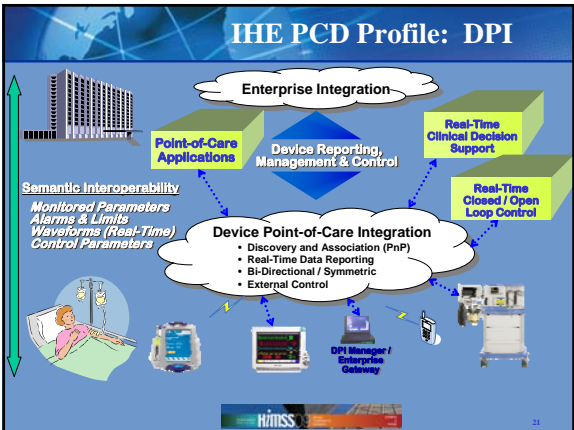 IHE PCD Profile: DPI
Enterprise Integration
Point-of-Care
Applications
Device Reporting,
Management & Control
Real-Time
Clinical Decision
Support
Real-Time
Closed / Open
Loop Control
Semantic Interoperability
Monitored Parameters
Alarms & Limits
Waveforms (Real-Time)
Control Parameters
Device Point-of-Care Integration
• Discovery and Association (PnP)
• Real-Time Data Reporting
• Bi-Directional / Symmetric
• External Control
DPI Manager /
Enterprise
Gateway
HIMSS09
21